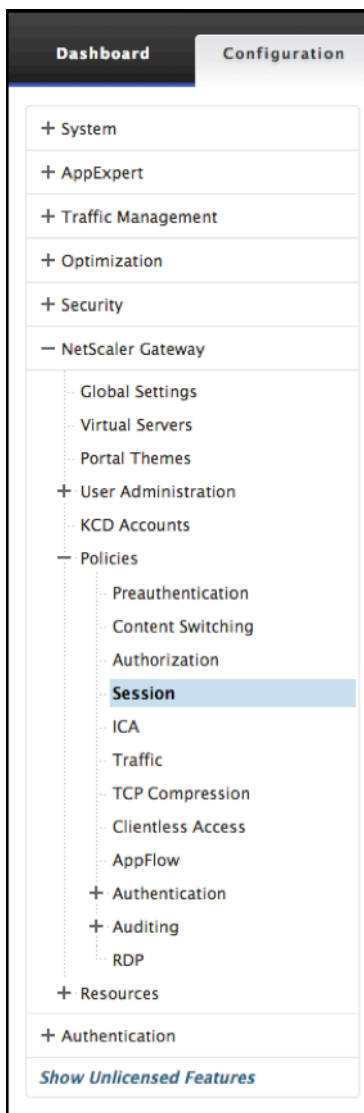 Dashboard Configuration
+ System
+ AppExpert
+ Traffic Management
+ Optimization
+ Security
− NetScaler Gateway
Global Settings
Virtual Servers
Portal Themes
+ User Administration
KCD Accounts
− Policies
Preauthentication
Content Switching
Authorization
Session
ICA
Traffic
TCP Compression
Clientless Access
AppFlow
+ Authentication
+ Auditing
RDP
+ Resources
+ Authentication
Show Unlicensed Features